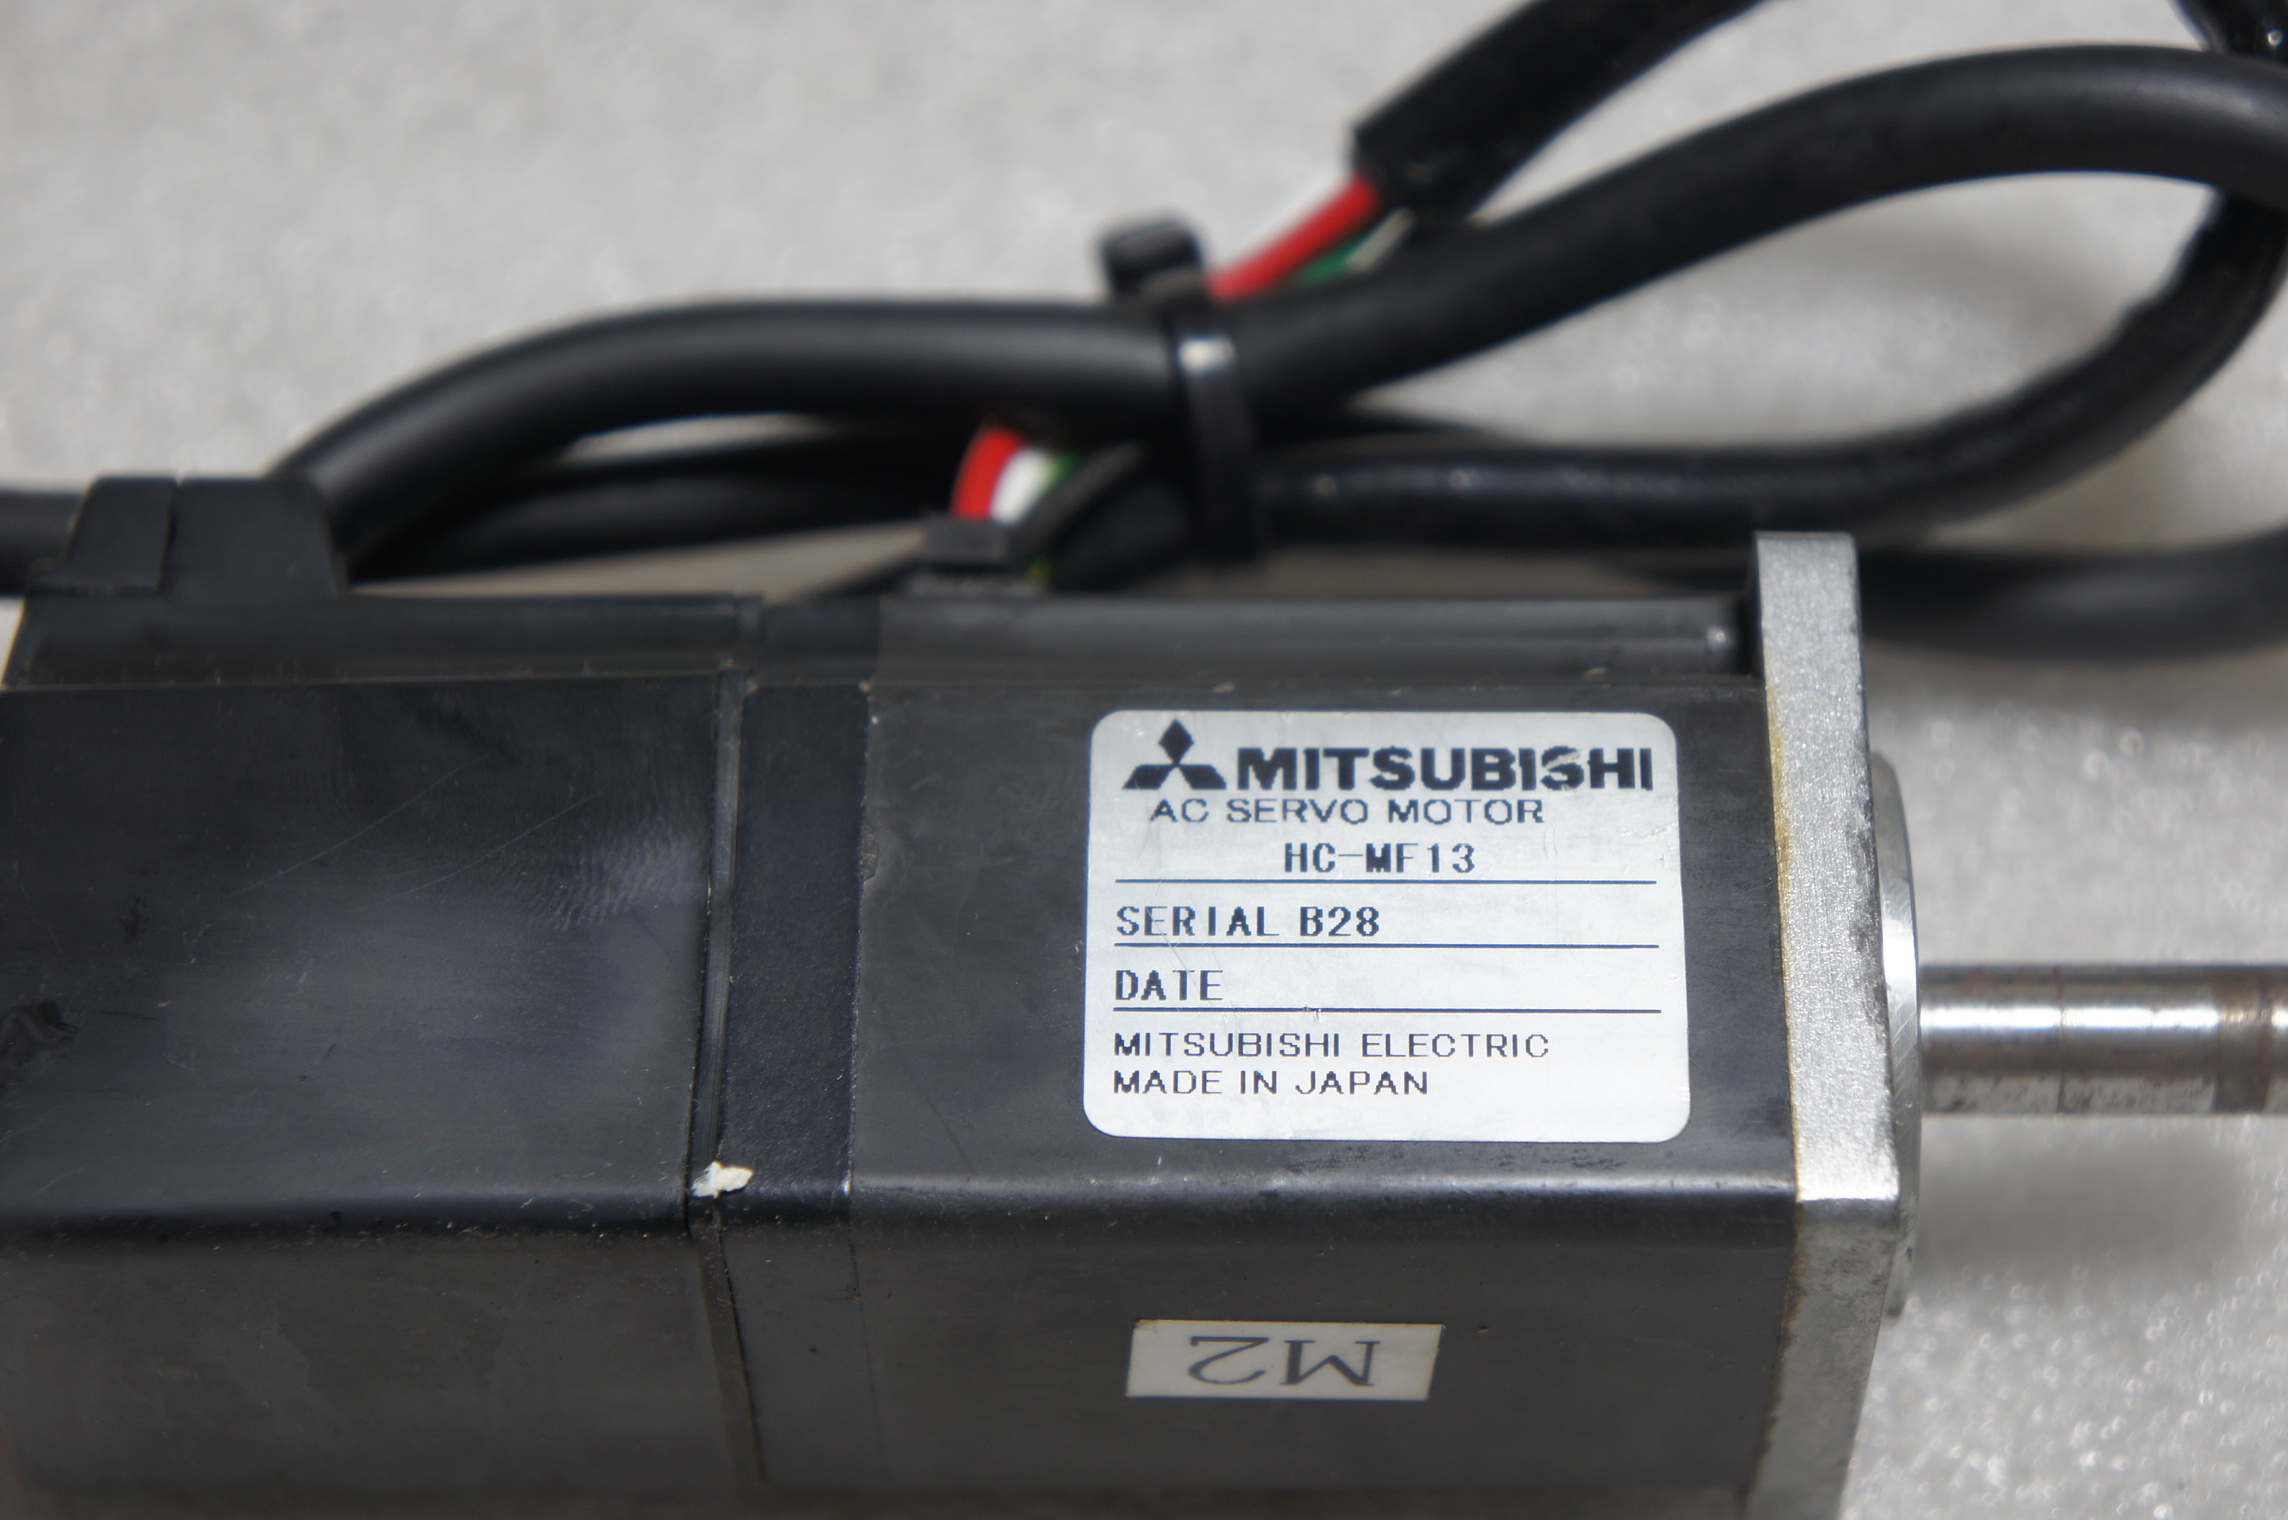 MITSUBISHI
AC SERVO MOTOR
HC-MF13
SERIAL B28
DATE
MITSUBISHI ELECTRIC
MADE IN JAPAN
M2